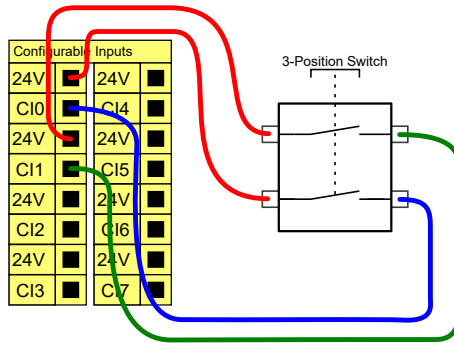 Configurable Inputs
24V 24V
CI0 CI4
24V 24V
CI1 CI5
24V 24V
CI2 CI6
24V 24V
CI3 CI7
3-Position Switch